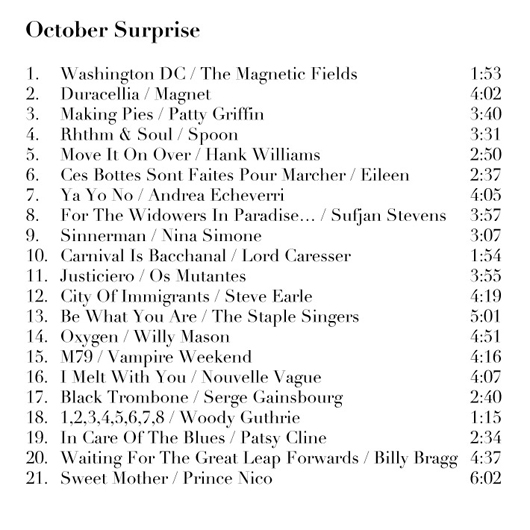 October Surprise
1. Washington DC / The Magnetic Fields 1:53
2. Duracellia / Magnet 4:02
3. Making Pies / Patty Griffin 3:40
4. Rhthm & Soul / Spoon 3:31
5. Move It On Over / Hank Williams 2:50
6. Ces Bottes Sont Faites Pour Marcher / Eileen 2:37
7. Ya Yo No / Andrea Echeverri 4:05
8. For The Widowers In Paradise... / Sufjan Stevens 3:57
9. Sinnerman / Nina Simone 3:07
10. Carnival Is Bacchanal / Lord Caresser 1:54
11. Justiciero / Os Mutantes 3:55
12. City Of Immigrants / Steve Earle 4:19
13. Be What You Are / The Staple Singers 5:01
14. Oxygen / Willy Mason 4:51
15. M79 / Vampire Weekend 4:16
16. I Melt With You / Nouvelle Vague 4:07
17. Black Trombone / Serge Gainsbourg 2:40
18. 1,2,3,4,5,6,7,8 / Woody Guthrie 1:15
19. In Care Of The Blues / Patsy Cline 2:34
20. Waiting For The Great Leap Forwards / Billy Bragg 4:37
21. Sweet Mother / Prince Nico 6:02